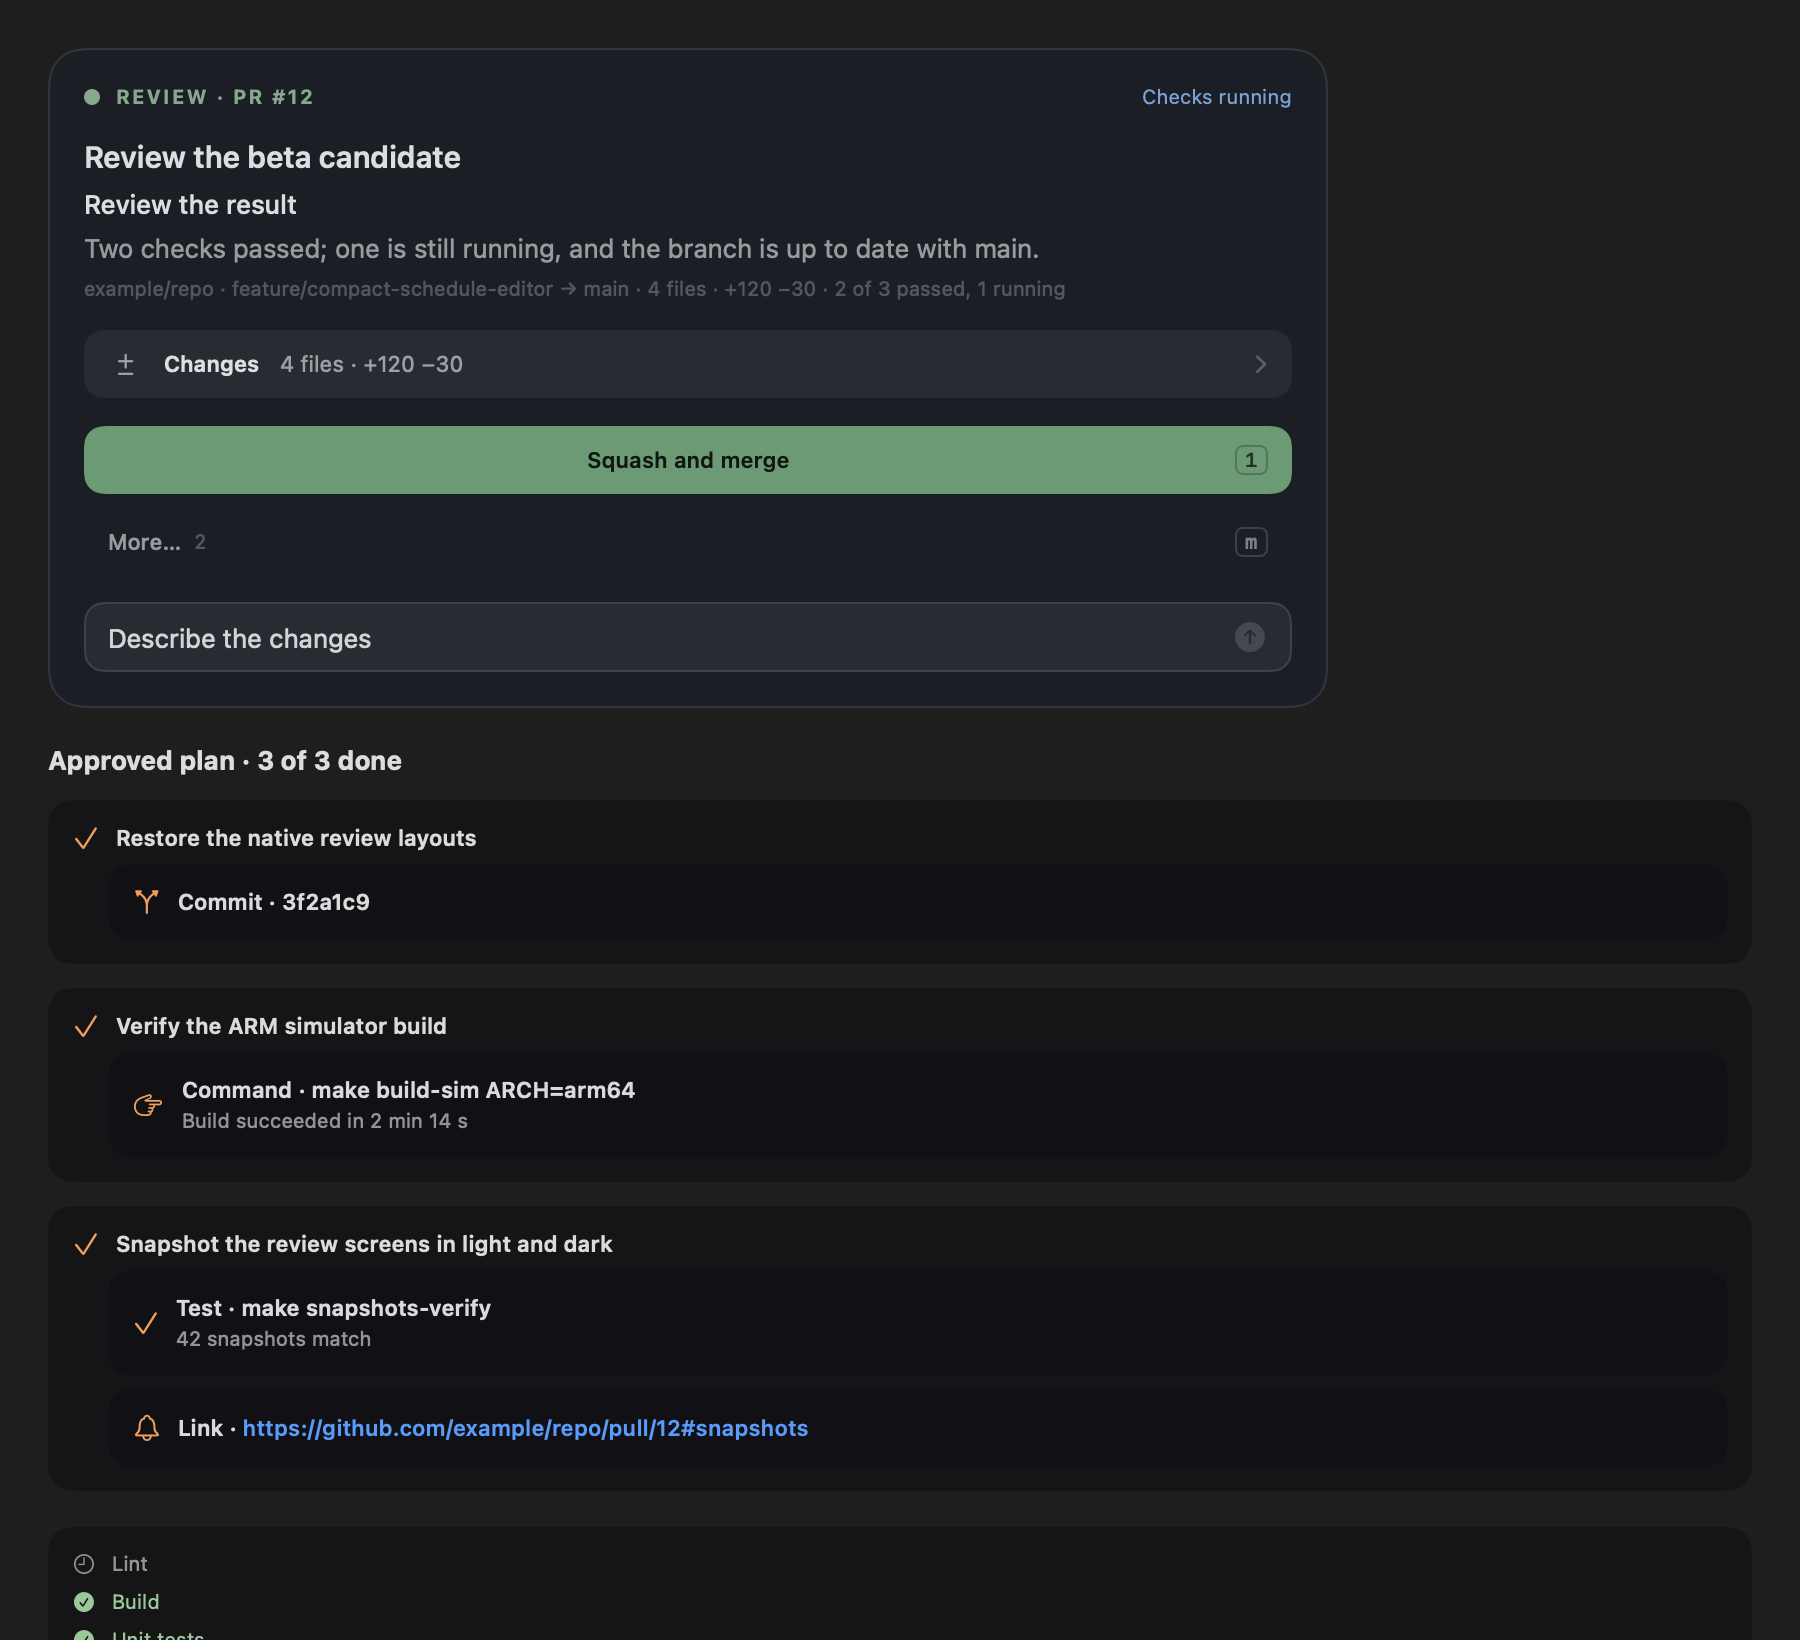 REVIEW · PR #12
Checks running
Review the beta candidate
Review the result
Two checks passed; one is still running, and the branch is up to date with main.
example/repo · feature/compact-schedule-editor → main · 4 files · +120 −30 · 2 of 3 passed, 1 running
± Changes 4 files · +120 −30
Squash and merge 1
More... 2 m
Describe the changes
Approved plan · 3 of 3 done
Restore the native review layouts
Commit · 3f2a1c9
Verify the ARM simulator build
Command · make build-sim ARCH=arm64
Build succeeded in 2 min 14 s
Snapshot the review screens in light and dark
Test · make snapshots-verify
42 snapshots match
Link · https://github.com/example/repo/pull/12#snapshots
Lint
Build
Unit tests